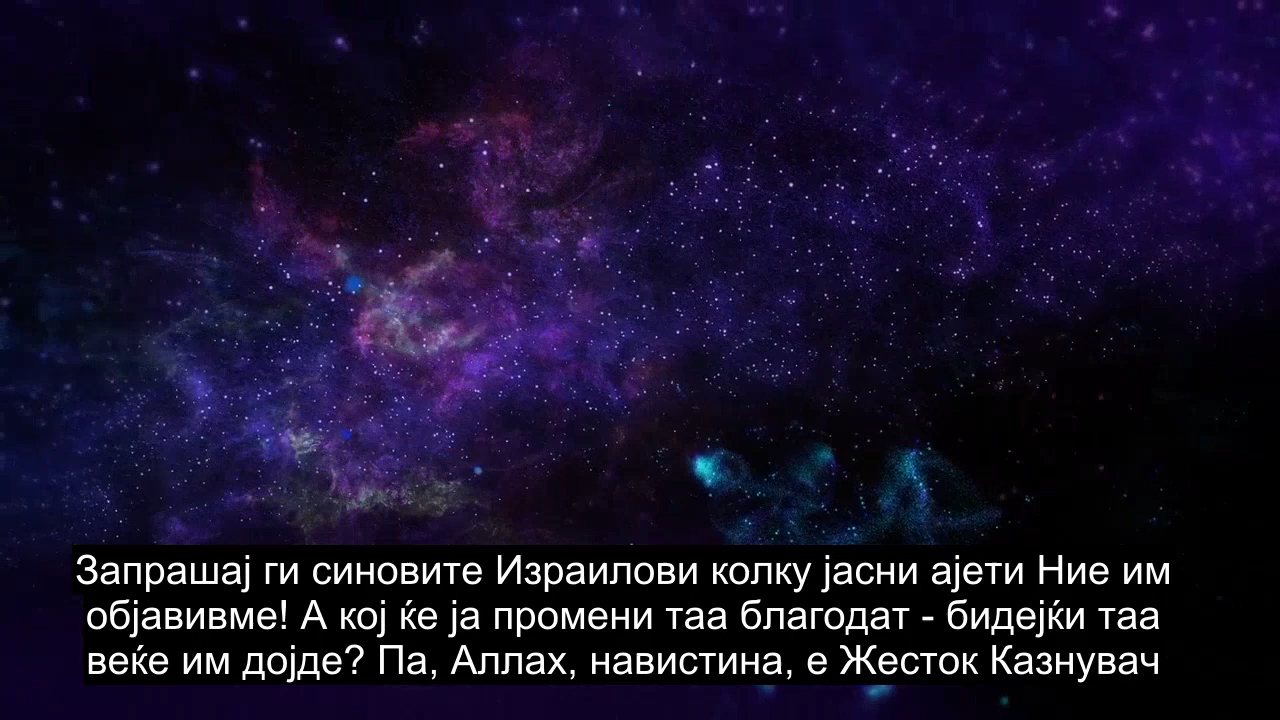 Запрашај ги синовите Израилови колку јасни ајети Ние им
објавивме! А кој ќе ја промени таа благодат - бидејќи таа
веќе им дојде? Па, Аллах, навистина, е Жесток Казнувач